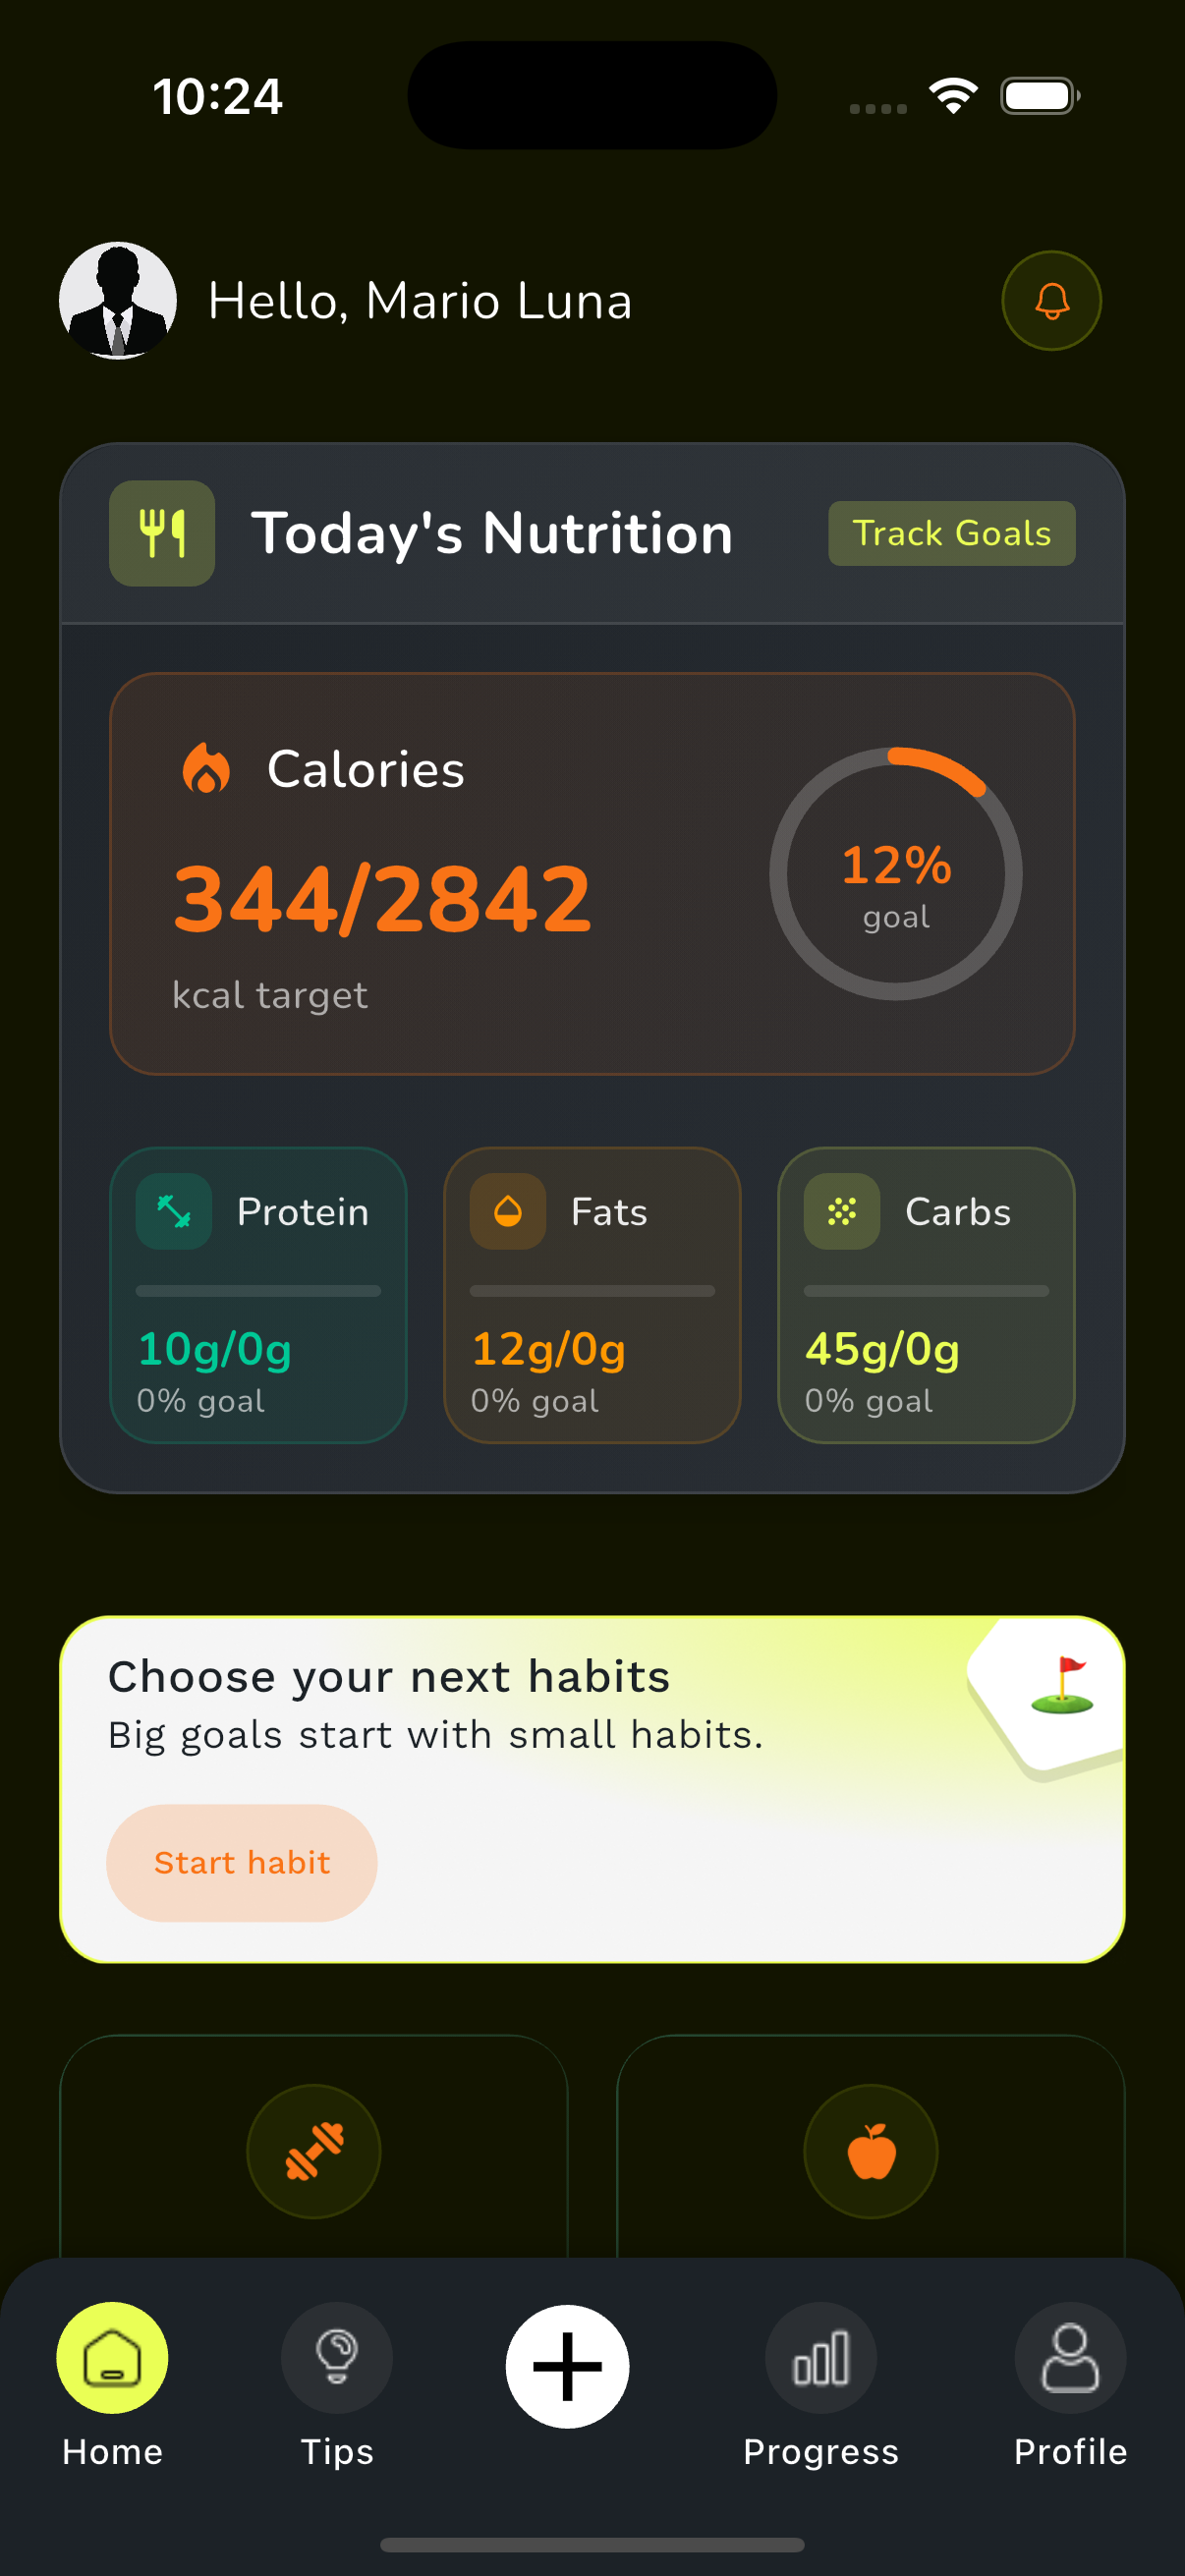 10:24
Hello, Mario Luna
Today's Nutrition
Track Goals
Calories
344/2842
kcal target
12%
goal
Protein
10g/0g
0% goal
Fats
12g/0g
0% goal
Carbs
45g/0g
0% goal
Choose your next habits
Big goals start with small habits.
Start habit
Home
Tips
Progress
Profile